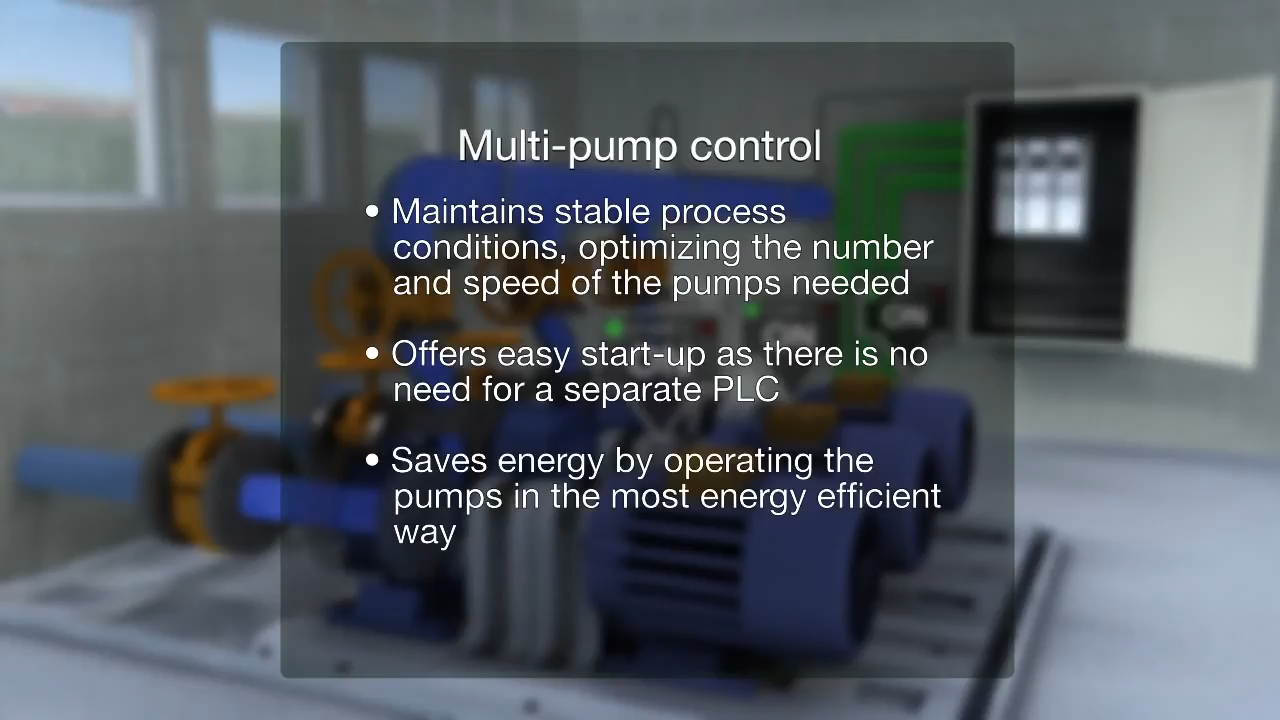 Multi-pump control
• Maintains stable process
conditions, optimizing the number
and speed of the pumps needed
• Offers easy start-up as there is no
need for a separate PLC
• Saves energy by operating the
pumps in the most energy efficient
way
ON
ON